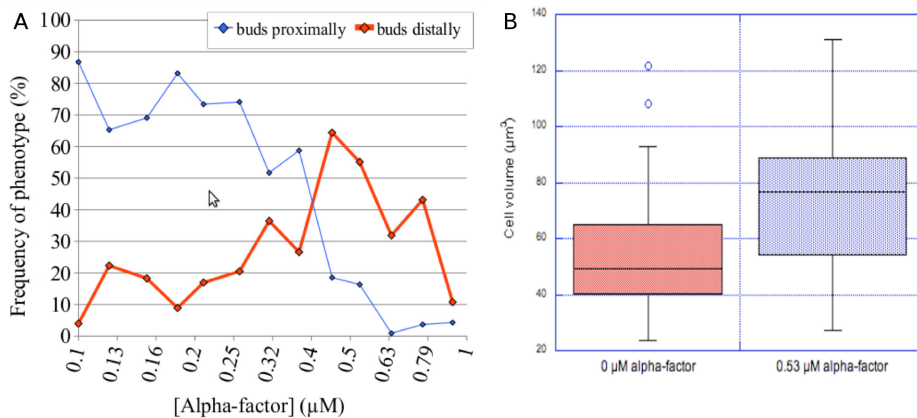 A
buds proximally buds distally
Frequency of phenotype (%)
100
90
80
70
60
50
40
30
20
10
0
0.1 0.13 0.16 0.2 0.25 0.32 0.4 0.5 0.63 0.79 1
[Alpha-factor] (µM)
B
Cell volume (µm³)
140
120
100
80
60
40
20
0 µM alpha-factor 0.53 µM alpha-factor